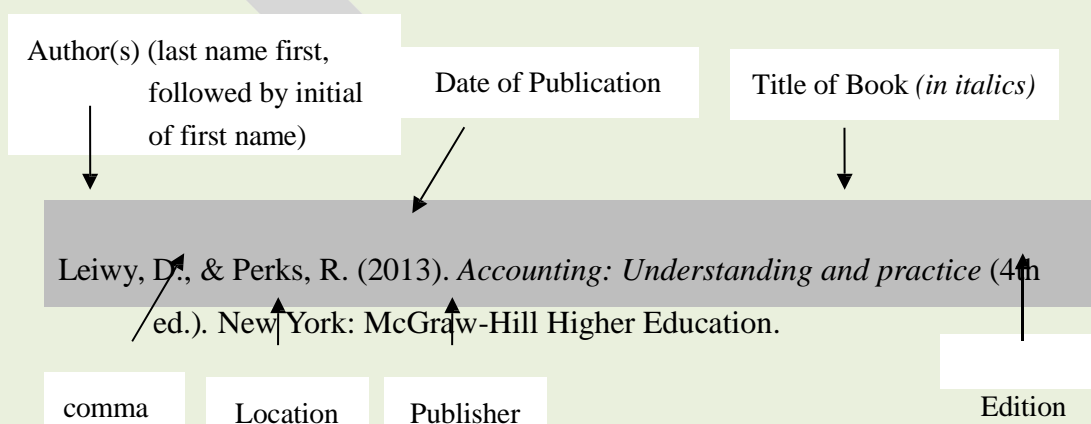 Author(s) (last name first,
followed by initial
of first name)
Date of Publication
Title of Book (in italics)
Leiwy, D., & Perks, R. (2013). Accounting: Understanding and practice (4th
ed.). New York: McGraw-Hill Higher Education.
comma
Location
Publisher
Edition